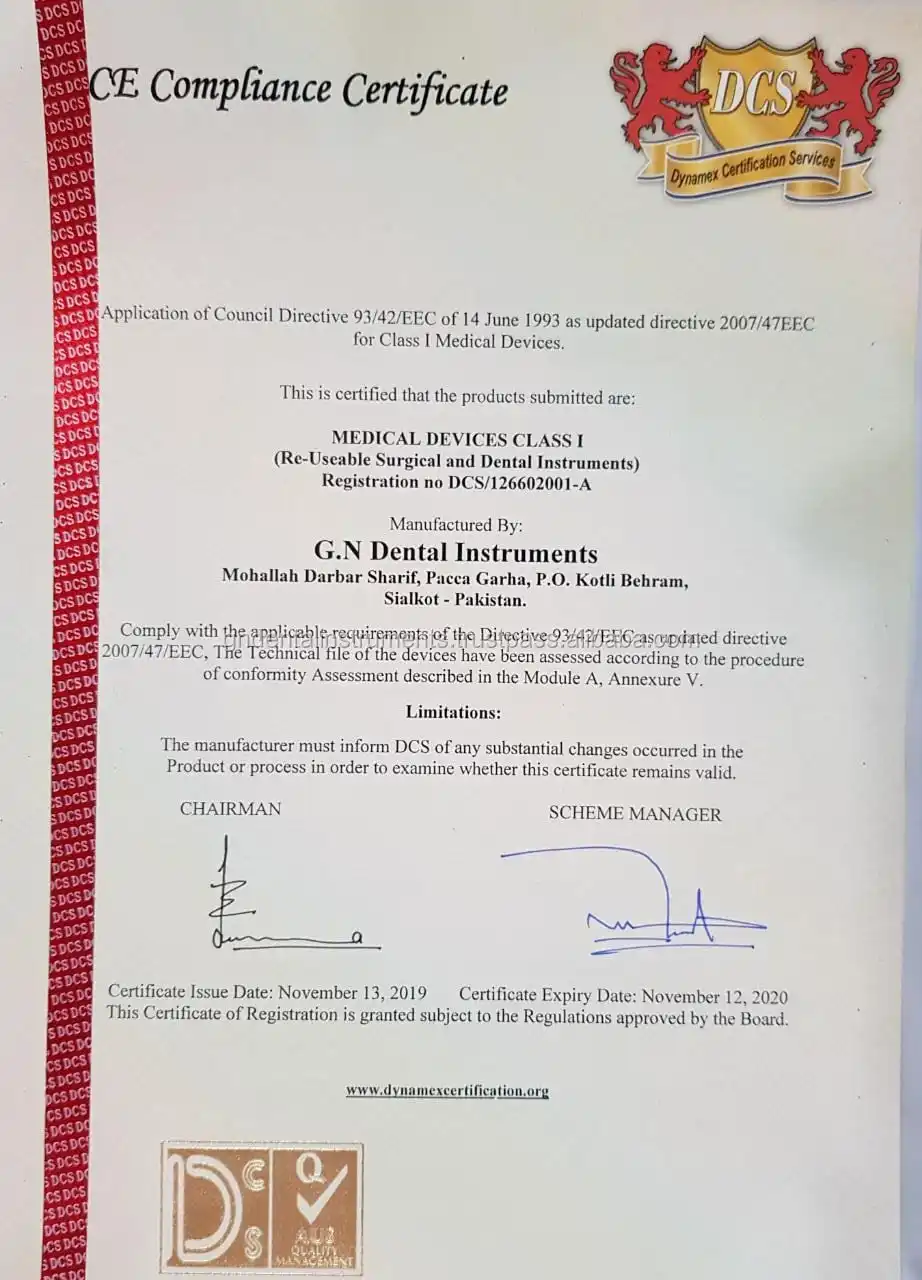 CE Compliance Certificate
DCS
Dynamex Certification Services
Application of Council Directive 93/42/EEC of 14 June 1993 as updated directive 2007/47EEC
for Class I Medical Devices.
This is certified that the products submitted are:
MEDICAL DEVICES CLASS I
(Re-Useable Surgical and Dental Instruments)
Registration no DCS/126602001-A
Manufactured By:
G.N Dental Instruments
Mohallah Darbar Sharif, Pacca Garha, P.O. Kotli Behram,
Sialkot - Pakistan.
Comply with the applicable requirements of the Directive 93/42/EEC as updated directive
gndentalinstruments.trustpass.alibaba.com
2007/47/EEC, The Technical file of the devices have been assessed according to the procedure
of conformity Assessment described in the Module A, Annexure V.
Limitations:
The manufacturer must inform DCS of any substantial changes occurred in the
Product or process in order to examine whether this certificate remains valid.
CHAIRMAN
SCHEME MANAGER
Certificate Issue Date: November 13, 2019
Certificate Expiry Date: November 12, 2020
This Certificate of Registration is granted subject to the Regulations approved by the Board.
www.dynamexcertification.org
DCS
Q
QUALITY
MANAGEMENT